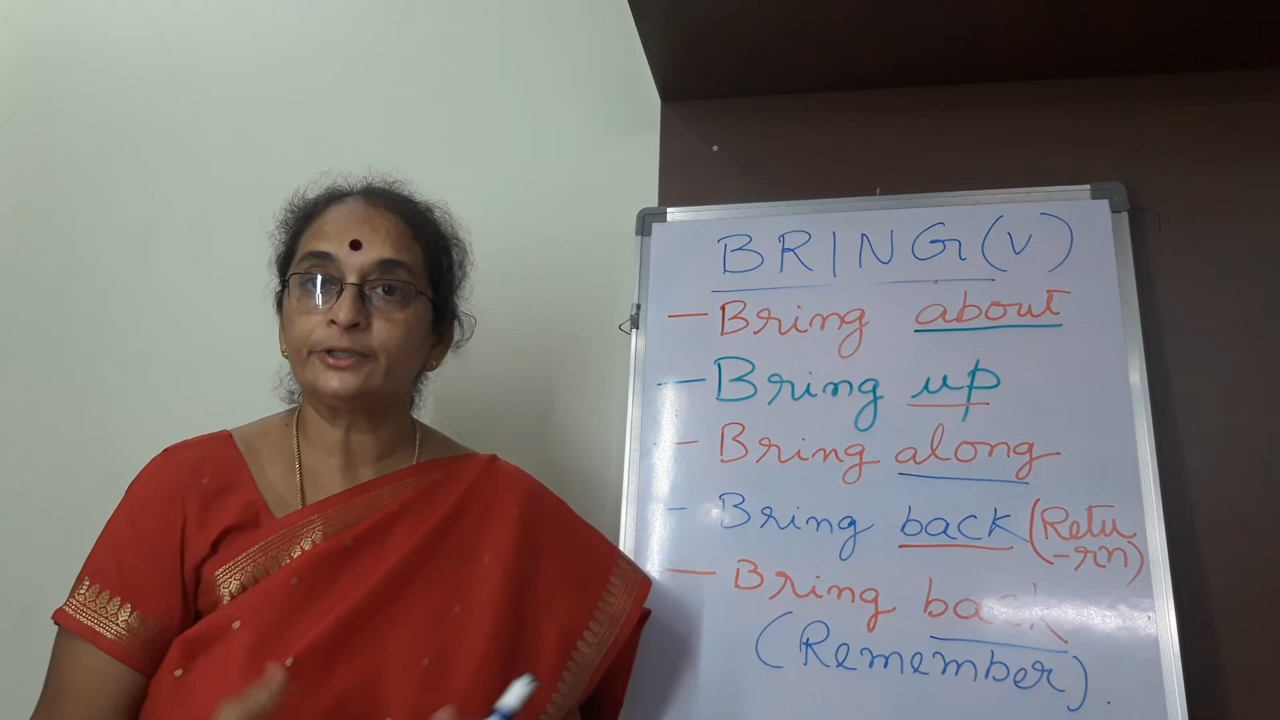 BRING (v)
- Bring about
- Bring up
- Bring along
- Bring back (Retu
-rn)
- Bring back
(Remember)